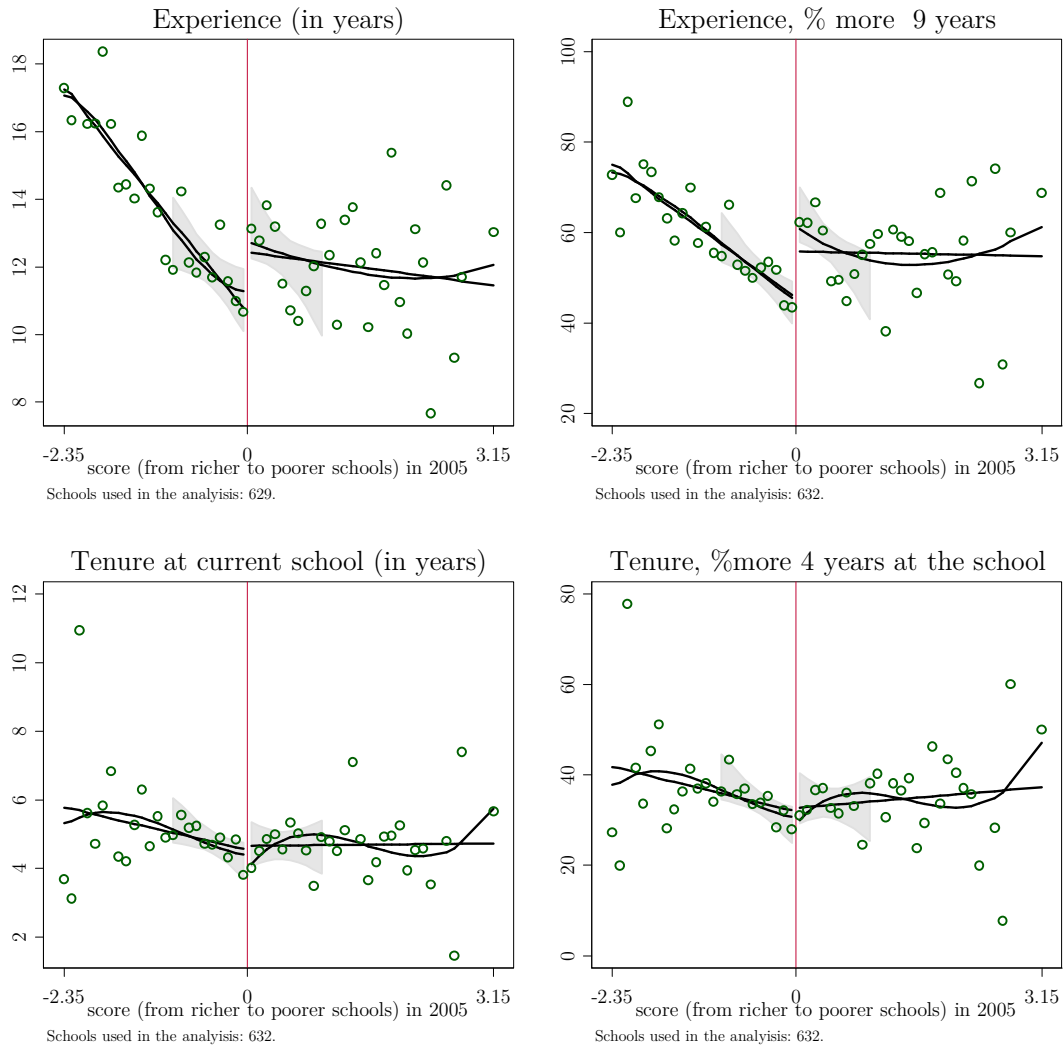 Experience (in years)
18
16
14
12
10
8
-2.35 0 3.15
score (from richer to poorer schools) in 2005
Schools used in the analyisis: 629.
Experience, % more 9 years
100
80
60
40
20
-2.35 0 3.15
score (from richer to poorer schools) in 2005
Schools used in the analyisis: 632.
Tenure at current school (in years)
12
10
8
6
4
2
-2.35 0 3.15
score (from richer to poorer schools) in 2005
Schools used in the analyisis: 632.
Tenure, %more 4 years at the school
80
60
40
20
0
-2.35 0 3.15
score (from richer to poorer schools) in 2005
Schools used in the analyisis: 632.